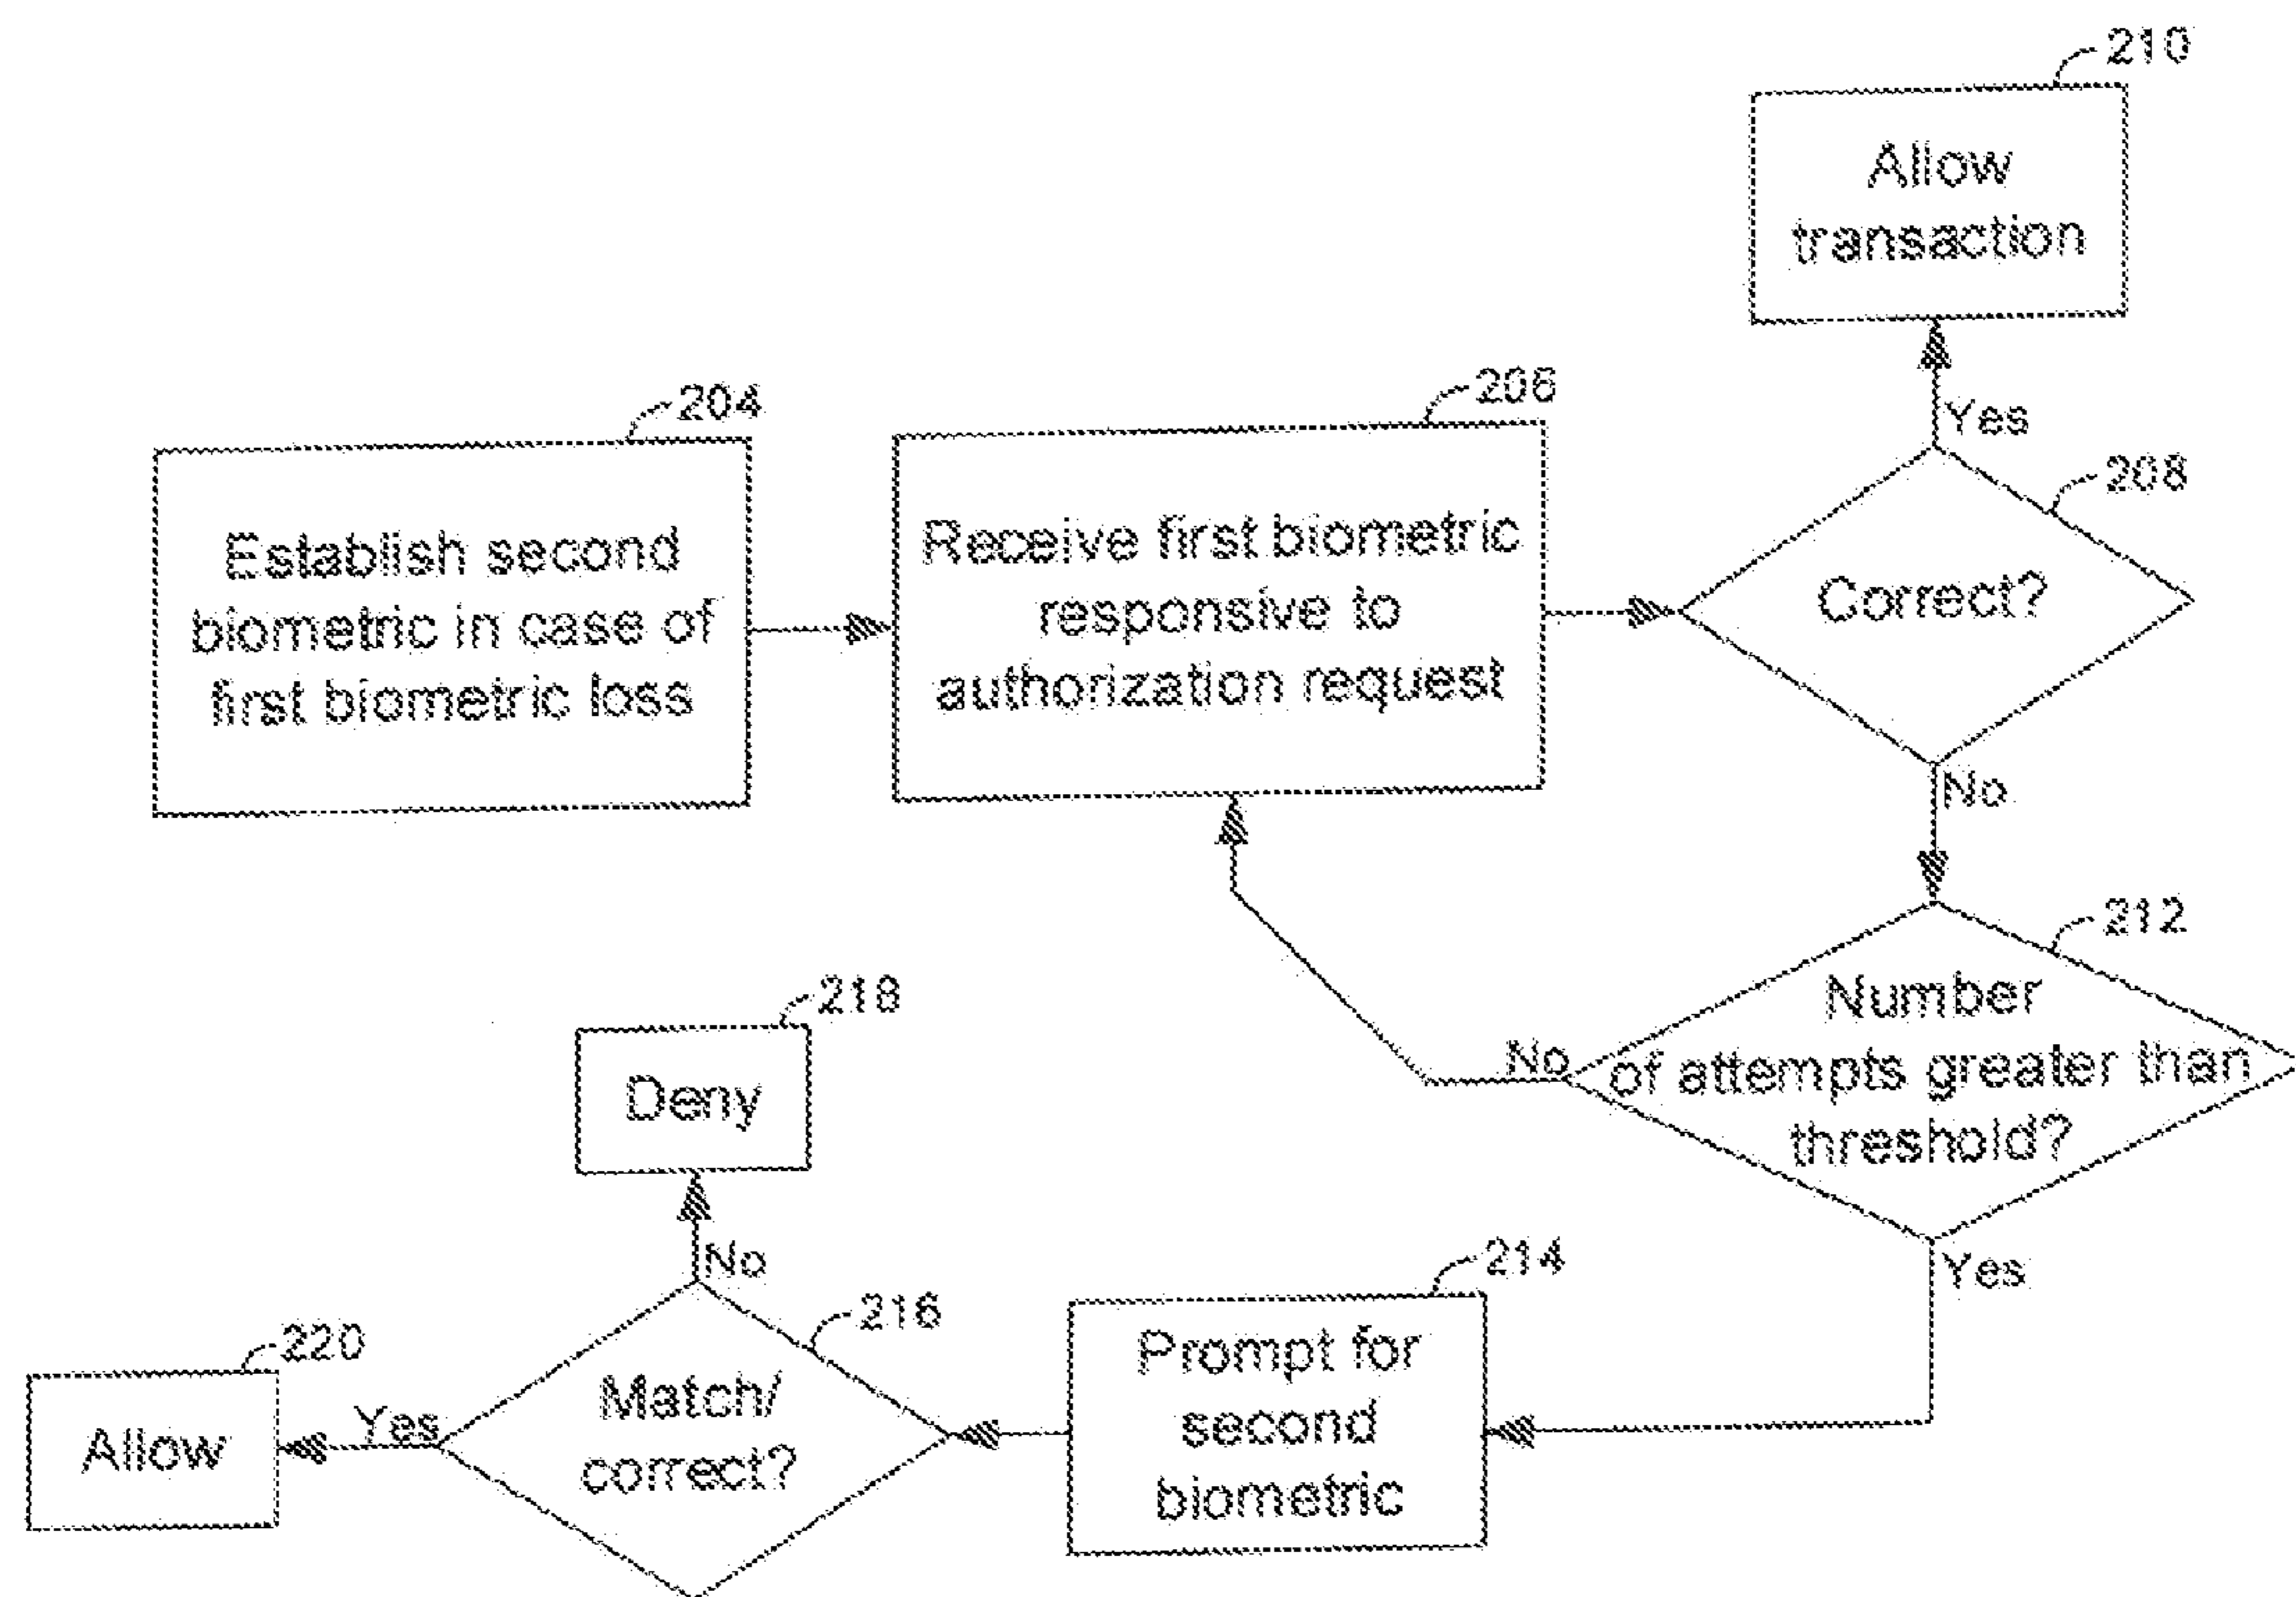 210
Allow
transaction
Yes
204
Establish second
biometric in case of
first biometric loss
206
Receive first biometric
responsive to
authorization request
208
Correct?
No
212
Number
of attempts greater than
threshold?
No
Yes
214
Prompt for
second
biometric
216
Match/
correct?
No
218
Deny
Yes
220
Allow